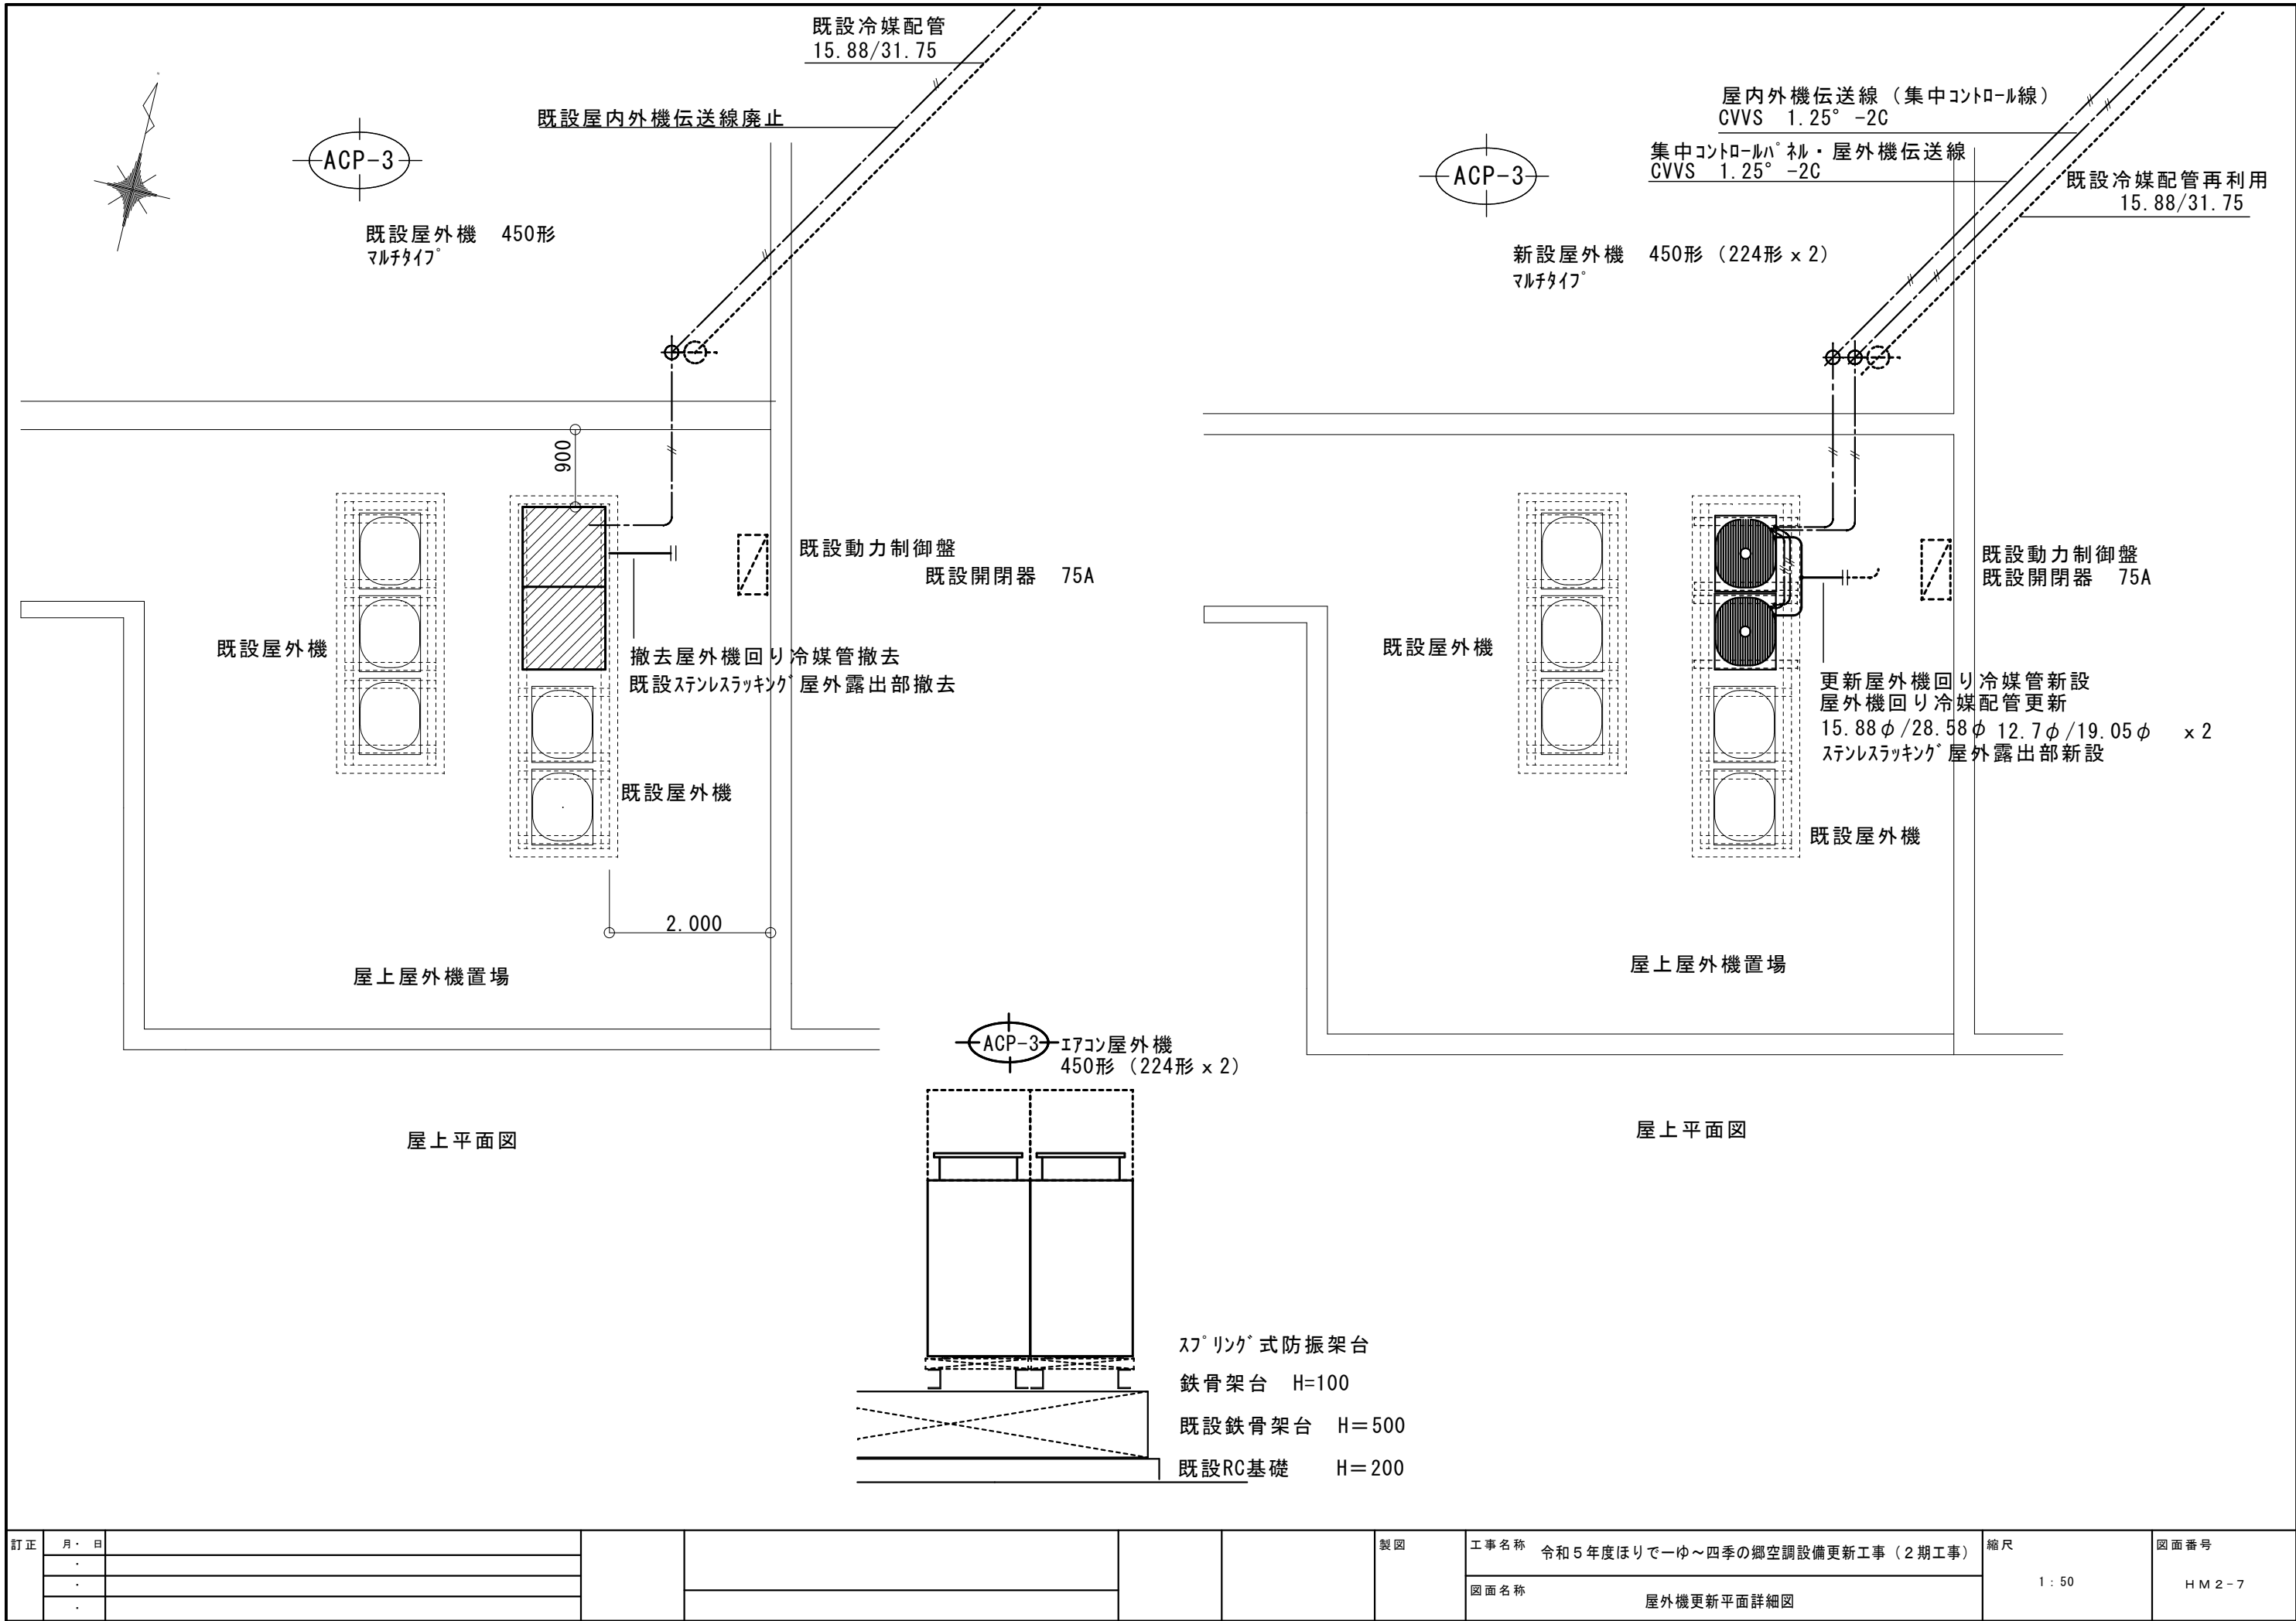 既設冷媒配管
15.88/31.75
既設屋内外機伝送線廃止
ACP-3
既設屋外機 450形
ﾏﾙﾁﾀｲﾌﾟ
900
既設動力制御盤
既設開閉器 75A
既設屋外機
撤去屋外機回り冷媒管撤去
既設ｽﾃﾝﾚｽﾗｯｷﾝｸﾞ屋外露出部撤去
既設屋外機
2.000
屋上屋外機置場
屋上平面図
屋内外機伝送線（集中ｺﾝﾄﾛｰﾙ線）
CVVS 1.25°-2C
集中ｺﾝﾄﾛｰﾙﾊﾟﾈﾙ・屋外機伝送線
CVVS 1.25°-2C
既設冷媒配管再利用
15.88/31.75
ACP-3
新設屋外機 450形（224形ｘ2）
ﾏﾙﾁﾀｲﾌﾟ
既設動力制御盤
既設開閉器 75A
既設屋外機
更新屋外機回り冷媒管新設
屋外機回り冷媒配管更新
15.88φ/28.58φ 12.7φ/19.05φ ｘ2
ｽﾃﾝﾚｽﾗｯｷﾝｸﾞ屋外露出部新設
既設屋外機
屋上屋外機置場
屋上平面図
ACP-3
ｴｱｺﾝ屋外機
450形（224形ｘ2）
ｽﾌﾟﾘﾝｸﾞ式防振架台
鉄骨架台 H=100
既設鉄骨架台 H＝500
既設RC基礎 H＝200
訂正
月・ 日
製図
工事名称 令和５年度ほりでーゆ～四季の郷空調設備更新工事（２期工事）
図面名称 屋外機更新平面詳細図
縮尺
1：50
図面番号
ＨＭ２-７